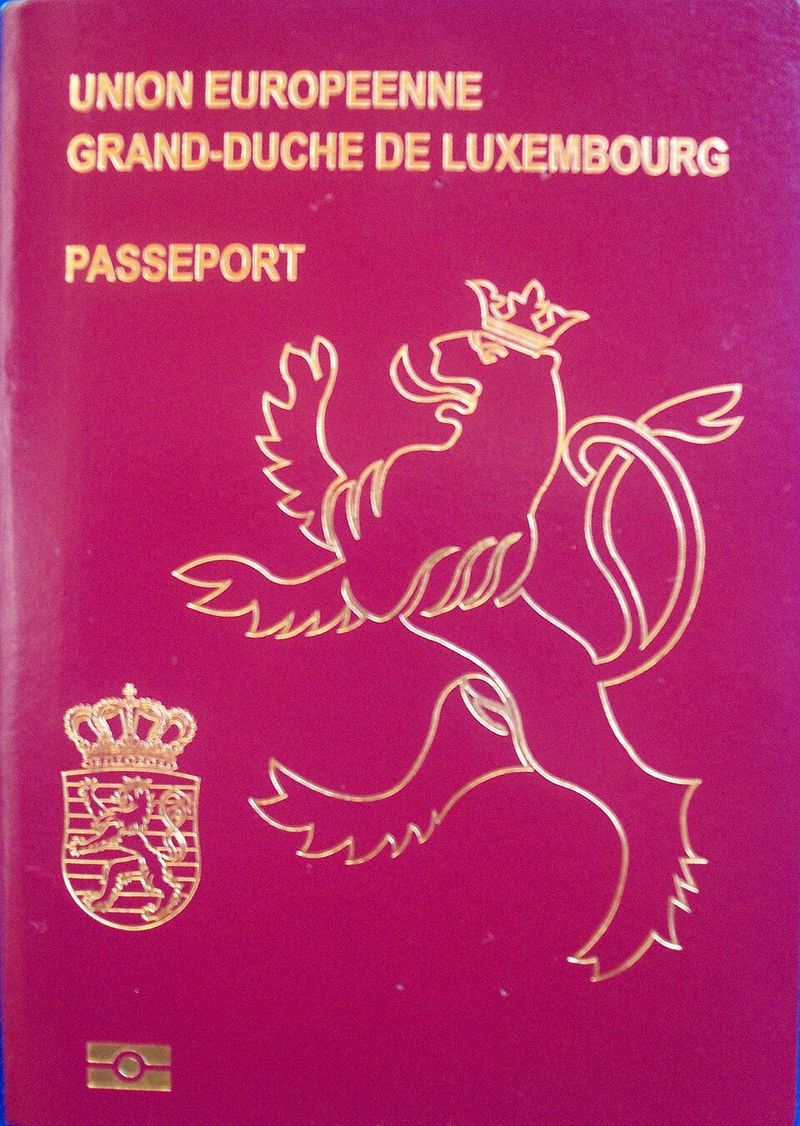 UNION EUROPEENNE
GRAND-DUCHE DE LUXEMBOURG
PASSEPORT